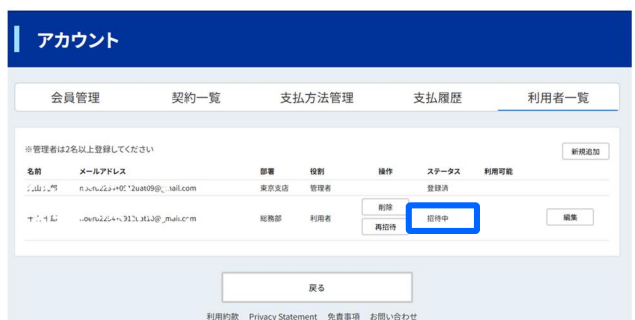 アカウント
会員管理 契約一覧 支払方法管理 支払履歴 利用者一覧
※管理者は2名以上登録してください 新規追加
名前 メールアドレス 部署 役割 操作 ステータス 利用可能
東京支店 管理者 登録済
総務部 利用者 削除 再招待 招待中 編集
戻る
利用約款 Privacy Statement 免責事項 お問い合わせ